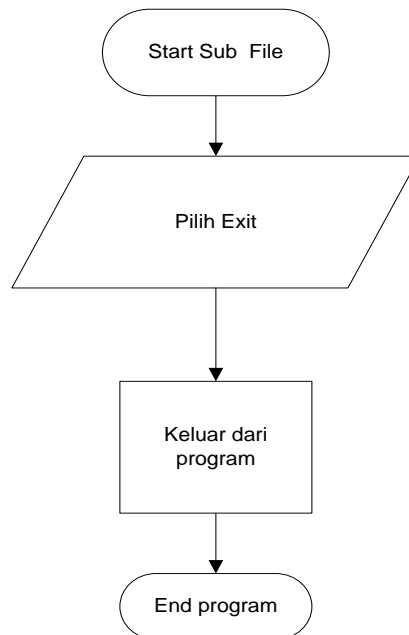 Start Sub File
Pilih Exit
Keluar dari
program
End program